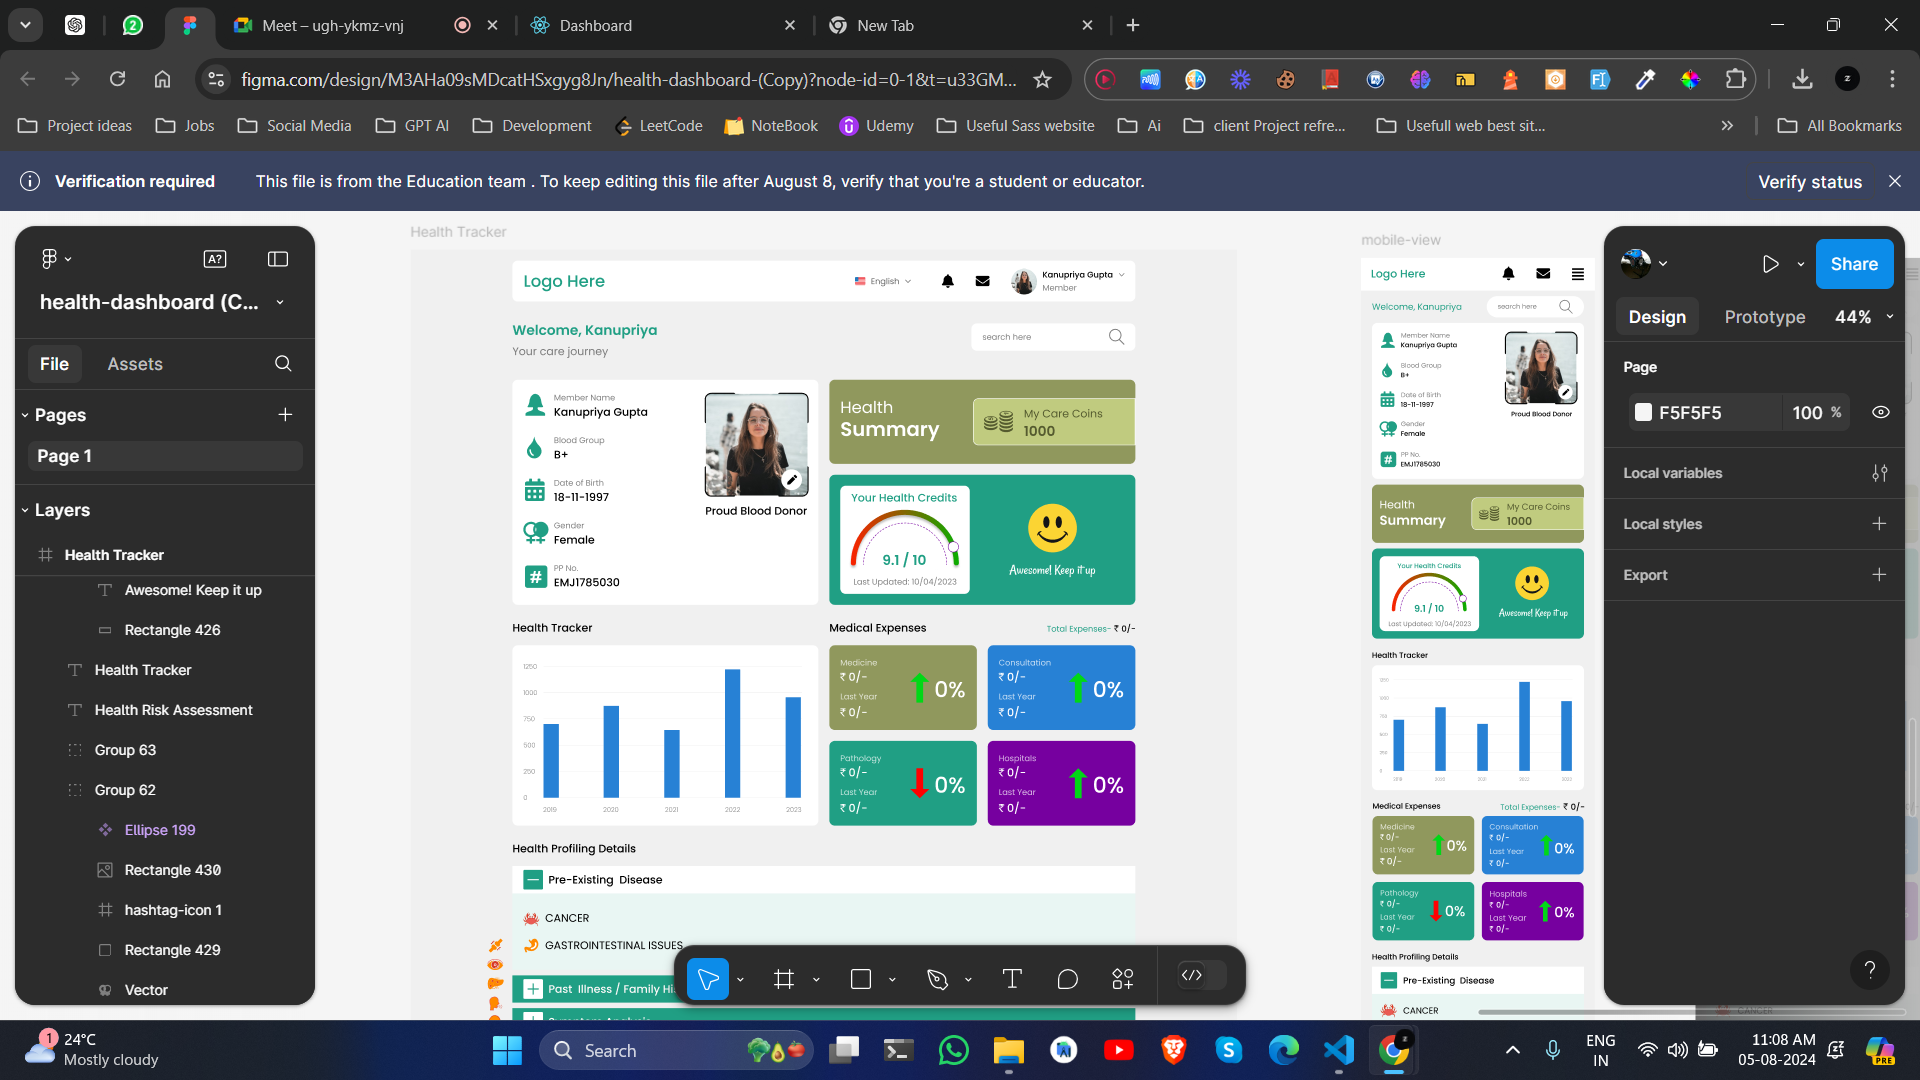 Meet – ugh-ykmz-vnj
Dashboard
New Tab
figma.com/design/M3AHa09sMDcatHSxgyg8Jn/health-dashboard-(Copy)?node-id=0-1&t=u33GM...
Project ideas
Jobs
Social Media
GPT AI
Development
LeetCode
NoteBook
Udemy
Useful Sass website
Ai
client Project refre...
Usefull web best sit...
All Bookmarks
Verification required
This file is from the Education team . To keep editing this file after August 8, verify that you're a student or educator.
Verify status
health-dashboard (C...
File
Assets
Pages
Page 1
Layers
Health Tracker
Awesome! Keep it up
Rectangle 426
Health Tracker
Health Risk Assessment
Group 63
Group 62
Ellipse 199
Rectangle 430
hashtag-icon 1
Rectangle 429
Vector
Health Tracker
Logo Here
English
Kanupriya Gupta
Member
Welcome, Kanupriya
Your care journey
search here
Member Name
Kanupriya Gupta
Blood Group
B+
Date of Birth
18-11-1997
Gender
Female
PP No.
EMJ1785030
Proud Blood Donor
Health
Summary
My Care Coins
1000
Your Health Credits
9.1 / 10
Last Updated: 10/04/2023
Awesome! Keep it up
Health Tracker
1250
1000
750
500
250
0
2019
2020
2021
2022
2023
Medical Expenses
Total Expenses- ₹ 0/-
Medicine
₹ 0/-
Last Year
₹ 0/-
0%
Consultation
₹ 0/-
Last Year
₹ 0/-
0%
Pathology
₹ 0/-
Last Year
₹ 0/-
0%
Hospitals
₹ 0/-
Last Year
₹ 0/-
0%
Health Profiling Details
Pre-Existing Disease
CANCER
GASTROINTESTINAL ISSUES
Past Illness / Family Hi
mobile-view
Logo Here
Welcome, Kanupriya
search here
Member Name
Kanupriya Gupta
Blood Group
B+
Date of Birth
18-11-1997
Gender
Female
PP No.
EMJ1785030
Proud Blood Donor
Health
Summary
My Care Coins
1000
Your Health Credits
9.1 / 10
Last Updated: 10/04/2023
Awesome! Keep it up
Health Tracker
Medical Expenses
Total Expenses- ₹ 0/-
Medicine
₹ 0/-
Last Year
₹ 0/-
0%
Consultation
₹ 0/-
Last Year
₹ 0/-
0%
Pathology
₹ 0/-
Last Year
₹ 0/-
0%
Hospitals
₹ 0/-
Last Year
₹ 0/-
0%
Health Profiling Details
Pre-Existing Disease
CANCER
Share
Design
Prototype
44%
Page
F5F5F5
100 %
Local variables
Local styles
Export
24°C
Mostly cloudy
Search
ENG
IN
11:08 AM
05-08-2024